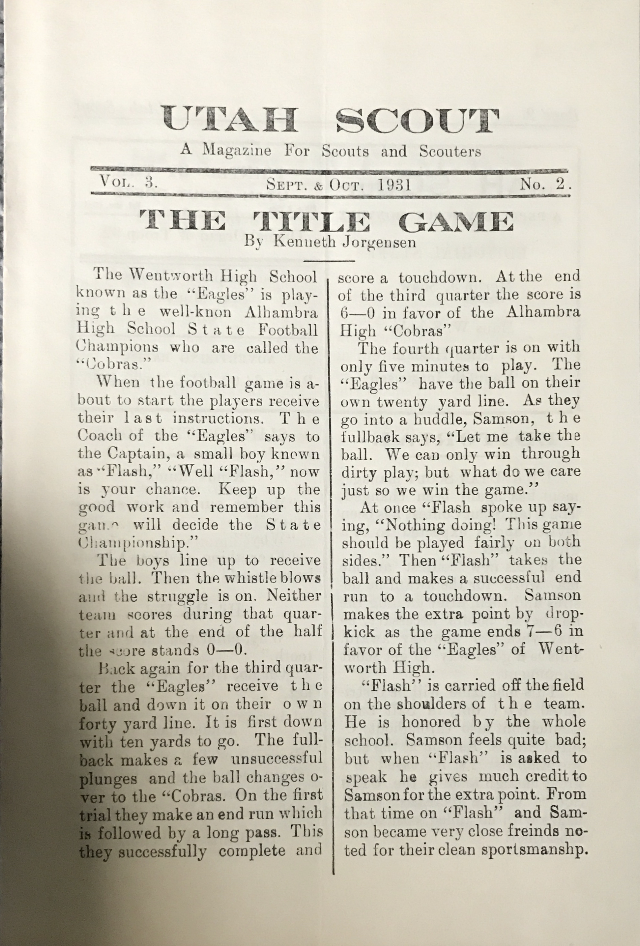 UTAH SCOUT
A Magazine For Scouts and Scouters
VOL. 3. SEPT. & OCT. 1931 No. 2.
THE TITLE GAME
By Kenneth Jorgensen
The Wentworth High School
known as the “Eagles” is play-
ing the well-knon Alhambra
High School State Football
Champions who are called the
“Cobras.”
When the football game is a-
bout to start the players receive
their last instructions. The
Coach of the “Eagles” says to
the Captain, a small boy known
as “Flash,” “Well “Flash,” now
is your chance. Keep up the
good work and remember this
game will decide the State
Championship.”
The boys line up to receive
the ball. Then the whistle blows
and the struggle is on. Neither
team scores during that quar-
ter and at the end of the half
the score stands 0—0.
Back again for the third quar-
ter the “Eagles” receive the
ball and down it on their own
forty yard line. It is first down
with ten yards to go. The full-
back makes a few unsuccessful
plunges and the ball changes o-
ver to the “Cobras. On the first
trial they make an end run which
is followed by a long pass. This
they successfully complete and
score a touchdown. At the end
of the third quarter the score is
6—0 in favor of the Alhambra
High “Cobras”
The fourth quarter is on with
only five minutes to play. The
“Eagles” have the ball on their
own twenty yard line. As they
go into a huddle, Samson, the
fullback says, “Let me take the
ball. We can only win through
dirty play; but what do we care
just so we win the game.”
At once “Flash spoke up say-
ing, “Nothing doing! This game
should be played fairly on both
sides.” Then “Flash” takes the
ball and makes a successful end
run to a touchdown. Samson
makes the extra point by drop-
kick as the game ends 7—6 in
favor of the “Eagles” of Went-
worth High.
“Flash” is carried off the field
on the shoulders of the team.
He is honored by the whole
school. Samson feels quite bad;
but when “Flash” is asked to
speak he gives much credit to
Samson for the extra point. From
that time on “Flash” and Sam-
son became very close freinds no-
ted for their clean sportsmanshp.